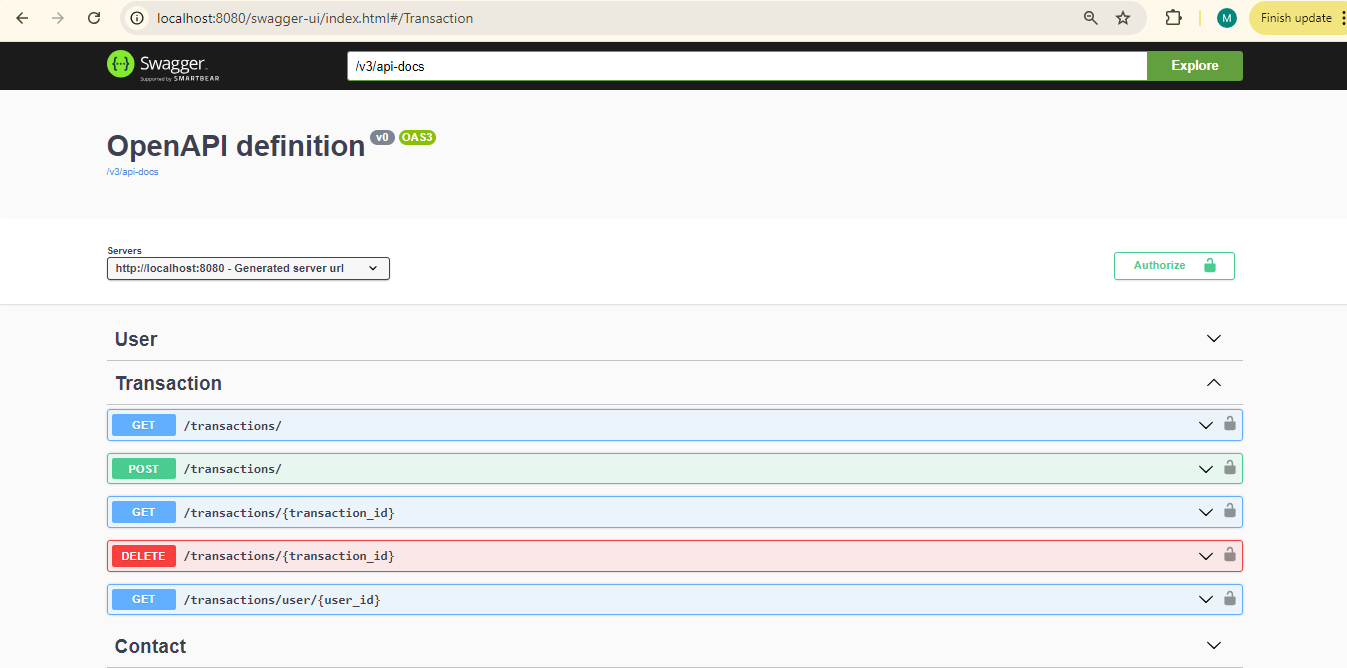 localhost:8080/swagger-ui/index.html#/Transaction
M
Finish update
{···} Swagger.
Supported by SMARTBEAR
/v3/api-docs
Explore
OpenAPI definition v0 OAS3
/v3/api-docs
Servers
http://localhost:8080 - Generated server url
Authorize
User
Transaction
GET /transactions/
POST /transactions/
GET /transactions/{transaction_id}
DELETE /transactions/{transaction_id}
GET /transactions/user/{user_id}
Contact